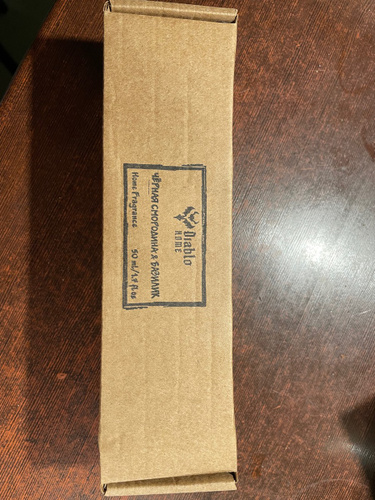 Diablo
HOME
ЧЁРНАЯ СМОРОДИНА & БАЗИЛИК
Home Fragrance
50 ml/1.7 fl.oz